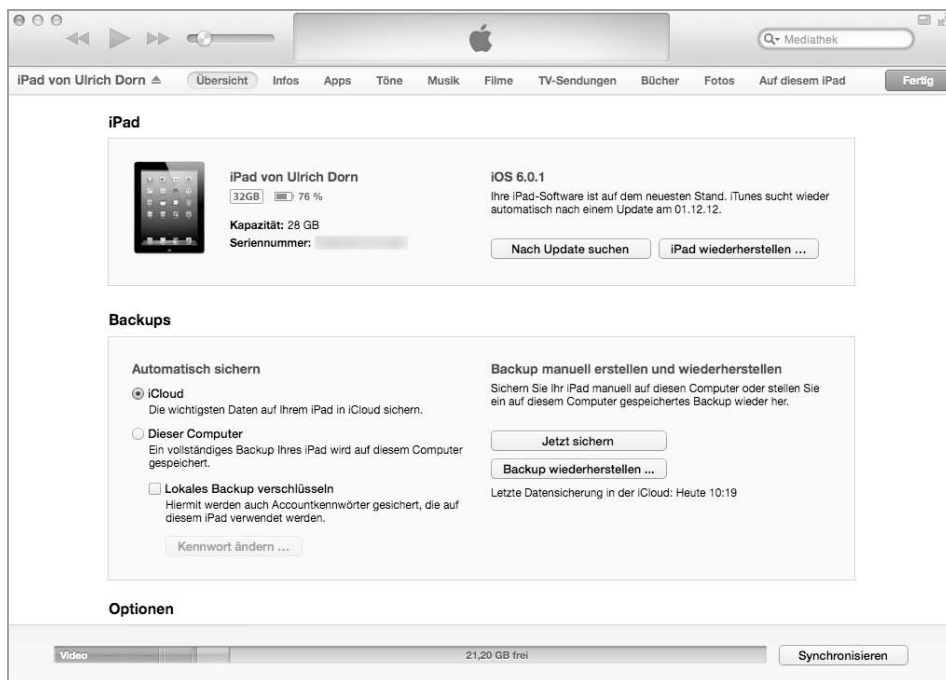 Mediathek
iPad von Ulrich Dorn Übersicht Infos Apps Töne Musik Filme TV-Sendungen Bücher Fotos Auf diesem iPad Fertig
iPad
iPad von Ulrich Dorn
32GB 76 %
Kapazität: 28 GB
Seriennummer:
iOS 6.0.1
Ihre iPad-Software ist auf dem neuesten Stand. iTunes sucht wieder
automatisch nach einem Update am 01.12.12.
Nach Update suchen iPad wiederherstellen ...
Backups
Automatisch sichern
iCloud
Die wichtigsten Daten auf Ihrem iPad in iCloud sichern.
Dieser Computer
Ein vollständiges Backup Ihres iPad wird auf diesem Computer
gespeichert.
Lokales Backup verschlüsseln
Hiermit werden auch Accountkennwörter gesichert, die auf
diesem iPad verwendet werden.
Kennwort ändern ...
Backup manuell erstellen und wiederherstellen
Sichern Sie Ihr iPad manuell auf diesen Computer oder stellen Sie
ein auf diesem Computer gespeichertes Backup wieder her.
Jetzt sichern
Backup wiederherstellen ...
Letzte Datensicherung in der iCloud: Heute 10:19
Optionen
Video 21,20 GB frei Synchronisieren